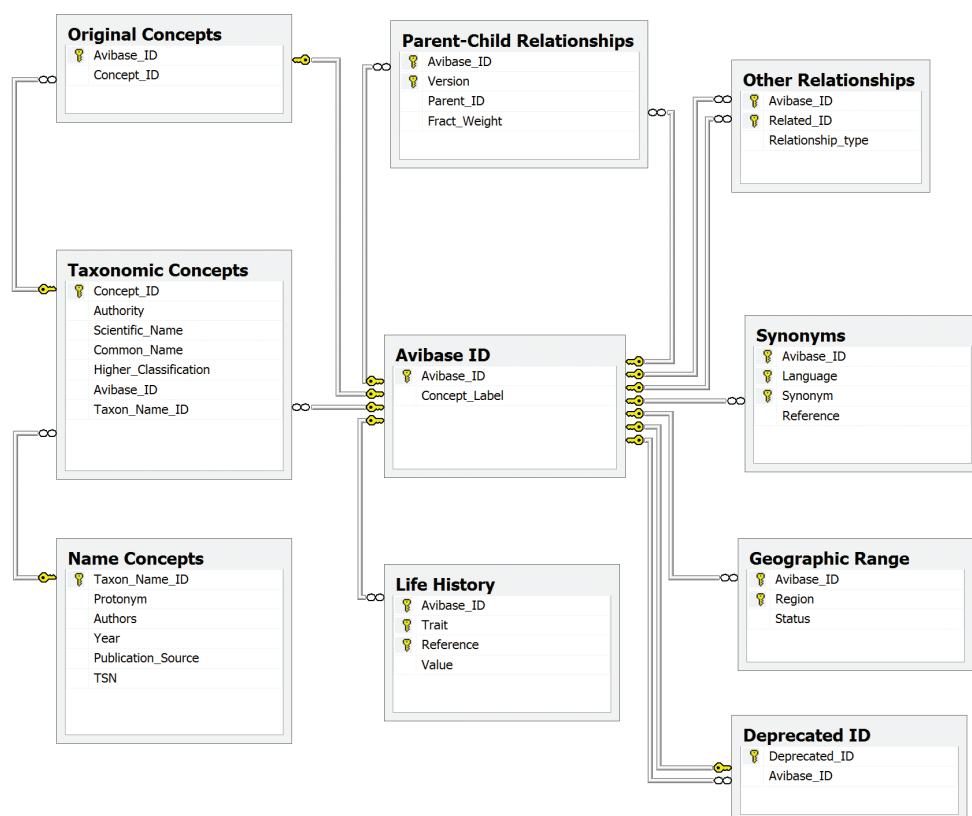 Original Concepts
Avibase_ID
Concept_ID
Parent-Child Relationships
Avibase_ID
Version
Parent_ID
Fract_Weight
Other Relationships
Avibase_ID
Related_ID
Relationship_type
Taxonomic Concepts
Concept_ID
Authority
Scientific_Name
Common_Name
Higher_Classification
Avibase_ID
Taxon_Name_ID
Avibase ID
Avibase_ID
Concept_Label
Synonyms
Avibase_ID
Language
Synonym
Reference
Name Concepts
Taxon_Name_ID
Protonym
Authors
Year
Publication_Source
TSN
Life History
Avibase_ID
Trait
Reference
Value
Geographic Range
Avibase_ID
Region
Status
Deprecated ID
Deprecated_ID
Avibase_ID